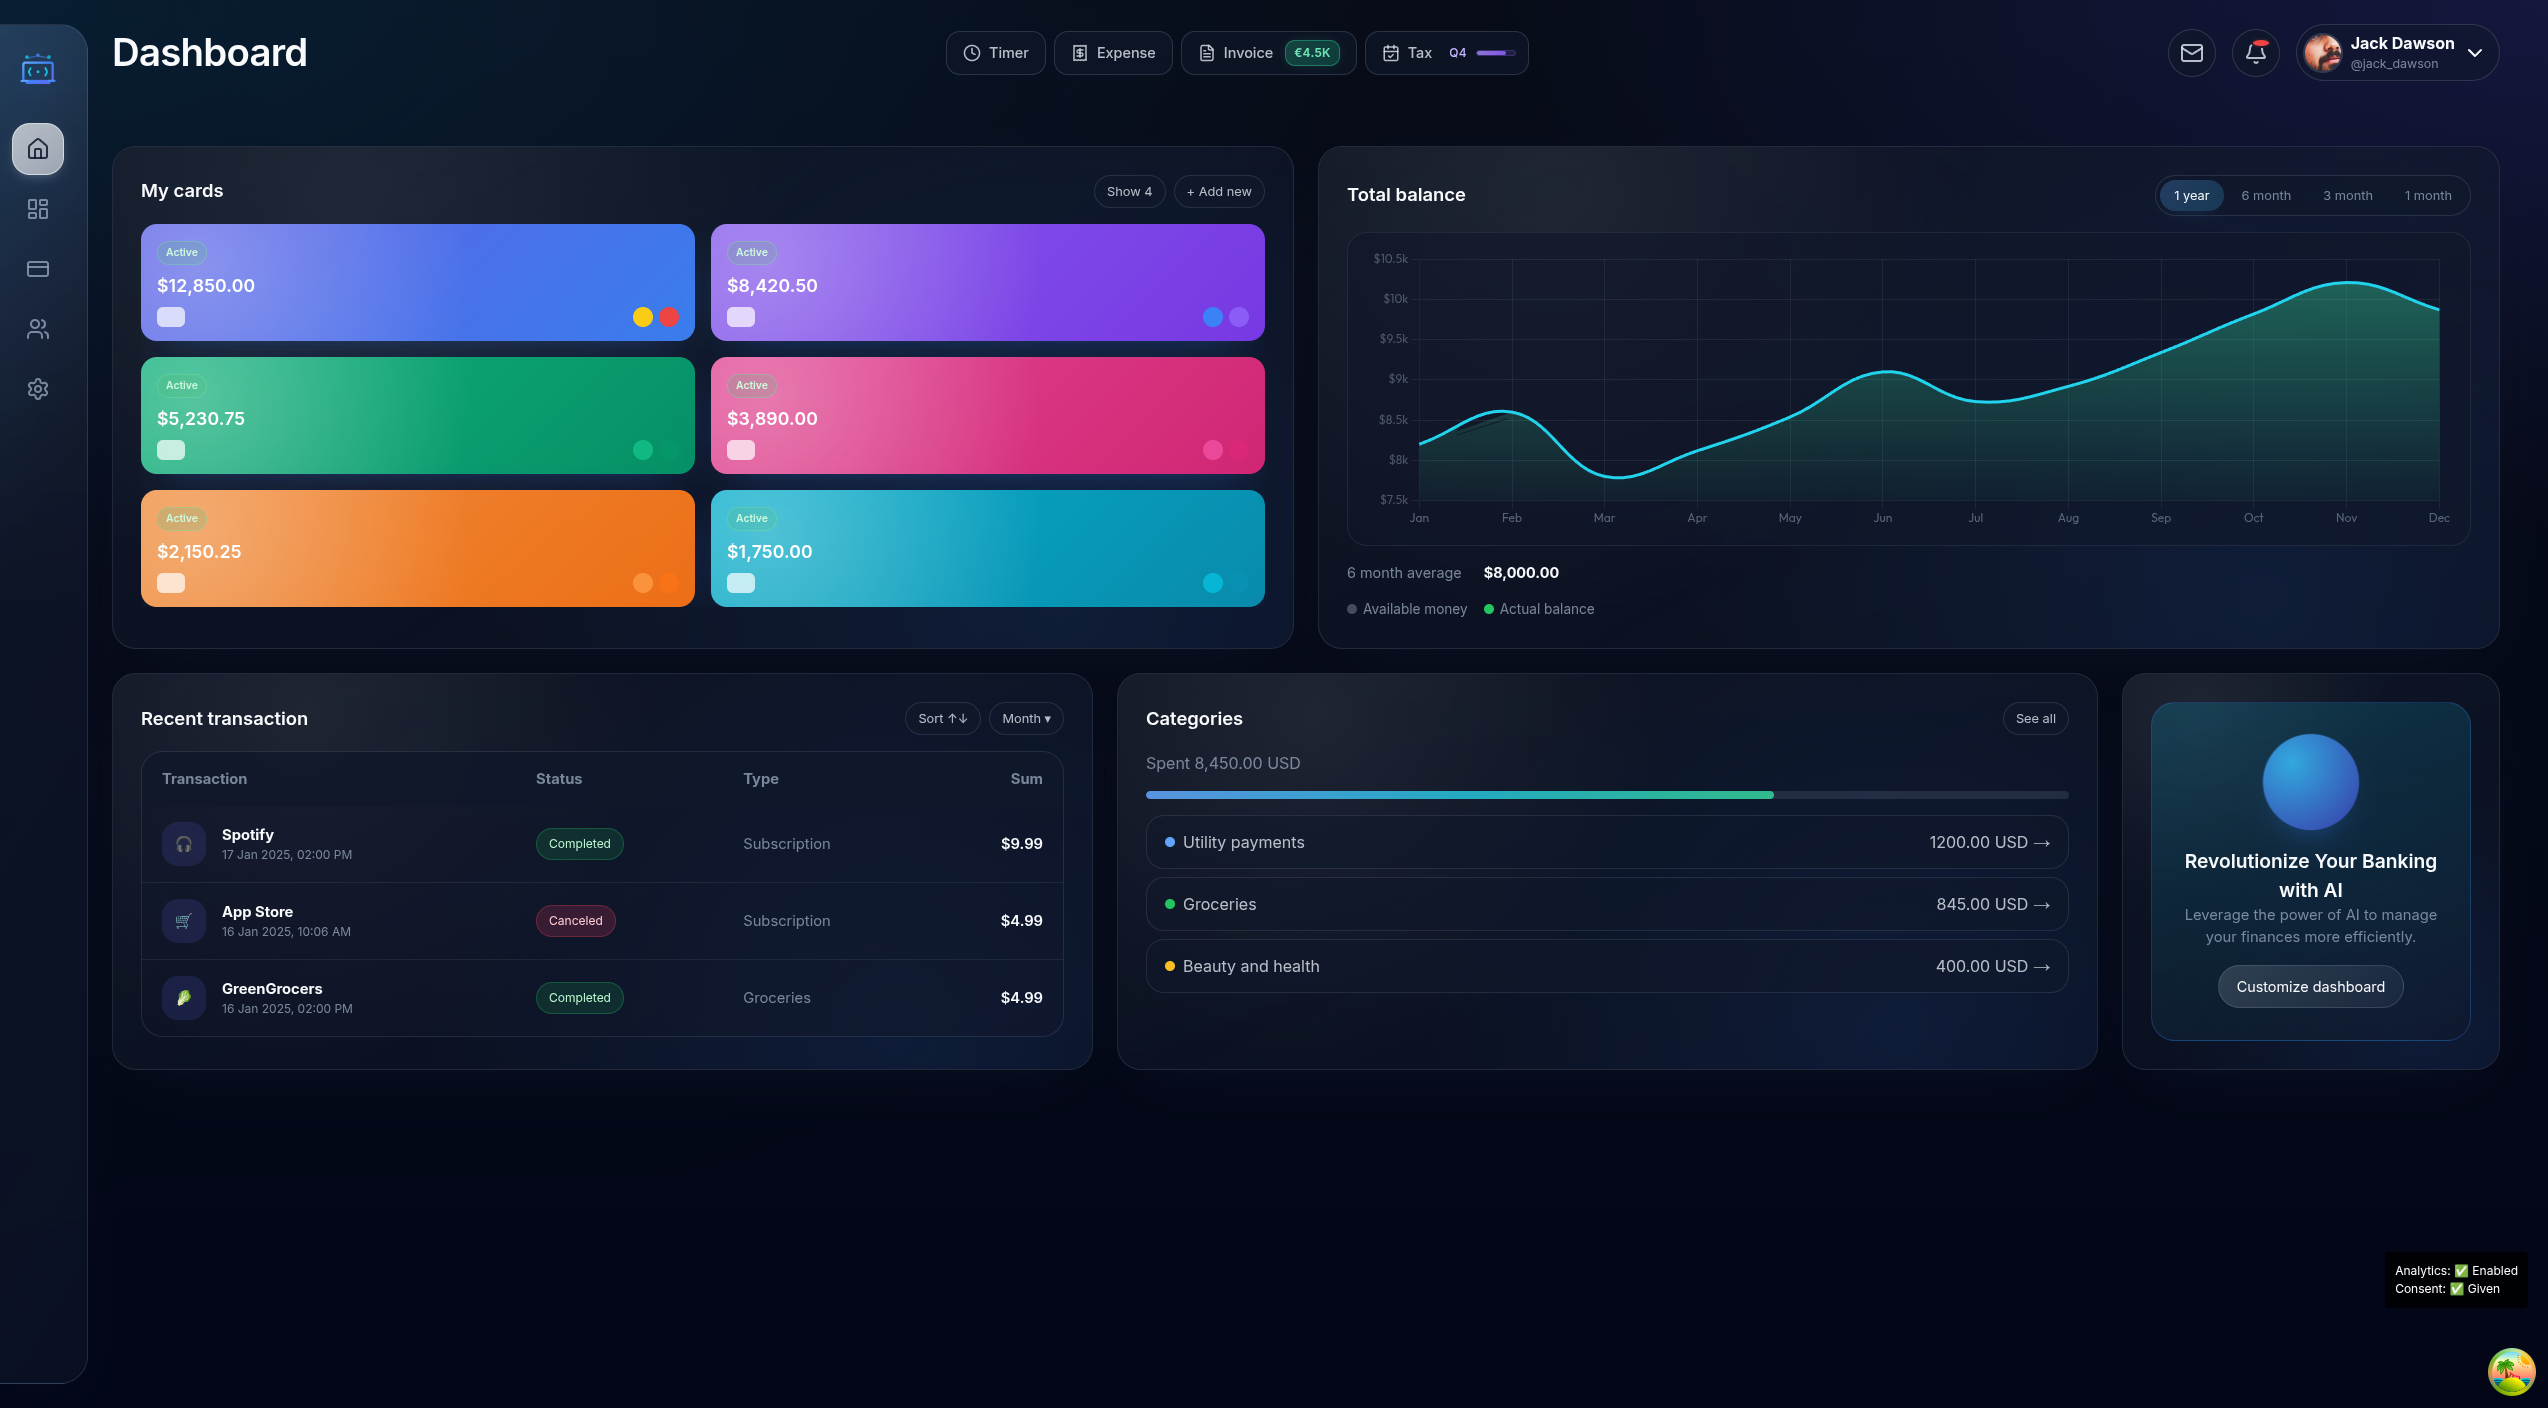 Dashboard
Timer
Expense
Invoice €4.5K
Tax Q4
Jack Dawson
@jack_dawson
My cards
Show 4
+ Add new
Active
$12,850.00
Active
$8,420.50
Active
$5,230.75
Active
$3,890.00
Active
$2,150.25
Active
$1,750.00
Total balance
1 year
6 month
3 month
1 month
$10.5k
$10k
$9.5k
$9k
$8.5k
$8k
$7.5k
Jan Feb Mar Apr May Jun Jul Aug Sep Oct Nov Dec
6 month average $8,000.00
Available money Actual balance
Recent transaction
Sort ↑↓
Month ▾
Transaction Status Type Sum
Spotify
17 Jan 2025, 02:00 PM
Completed
Subscription
$9.99
App Store
16 Jan 2025, 10:06 AM
Canceled
Subscription
$4.99
GreenGrocers
16 Jan 2025, 02:00 PM
Completed
Groceries
$4.99
Categories
See all
Spent 8,450.00 USD
Utility payments 1200.00 USD →
Groceries 845.00 USD →
Beauty and health 400.00 USD →
Revolutionize Your Banking
with AI
Leverage the power of AI to manage
your finances more efficiently.
Customize dashboard
Analytics: ✅ Enabled
Consent: ✅ Given